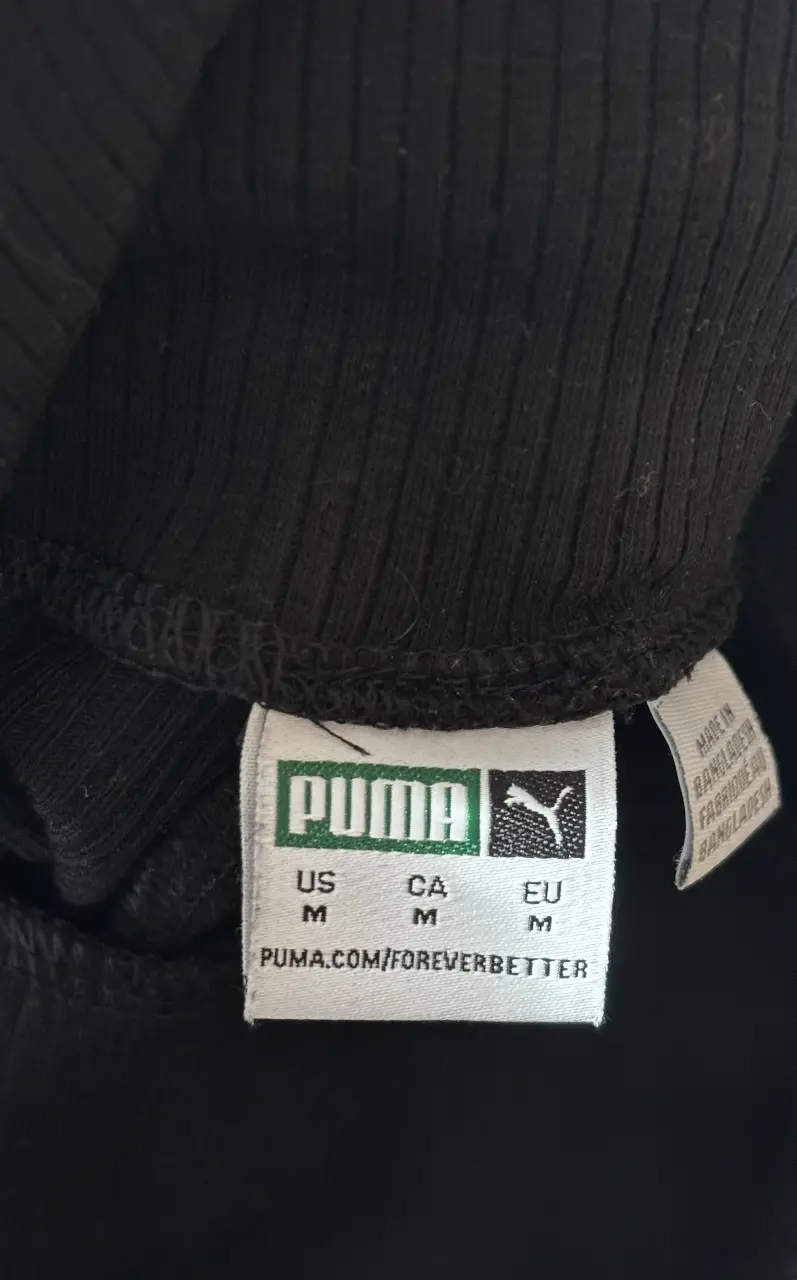 PUMA
US CA EU
M M M
PUMA.COM/FOREVERBETTER
MADE IN
BANGLADESH
FABRIQUÉ AU
BANGLADESH